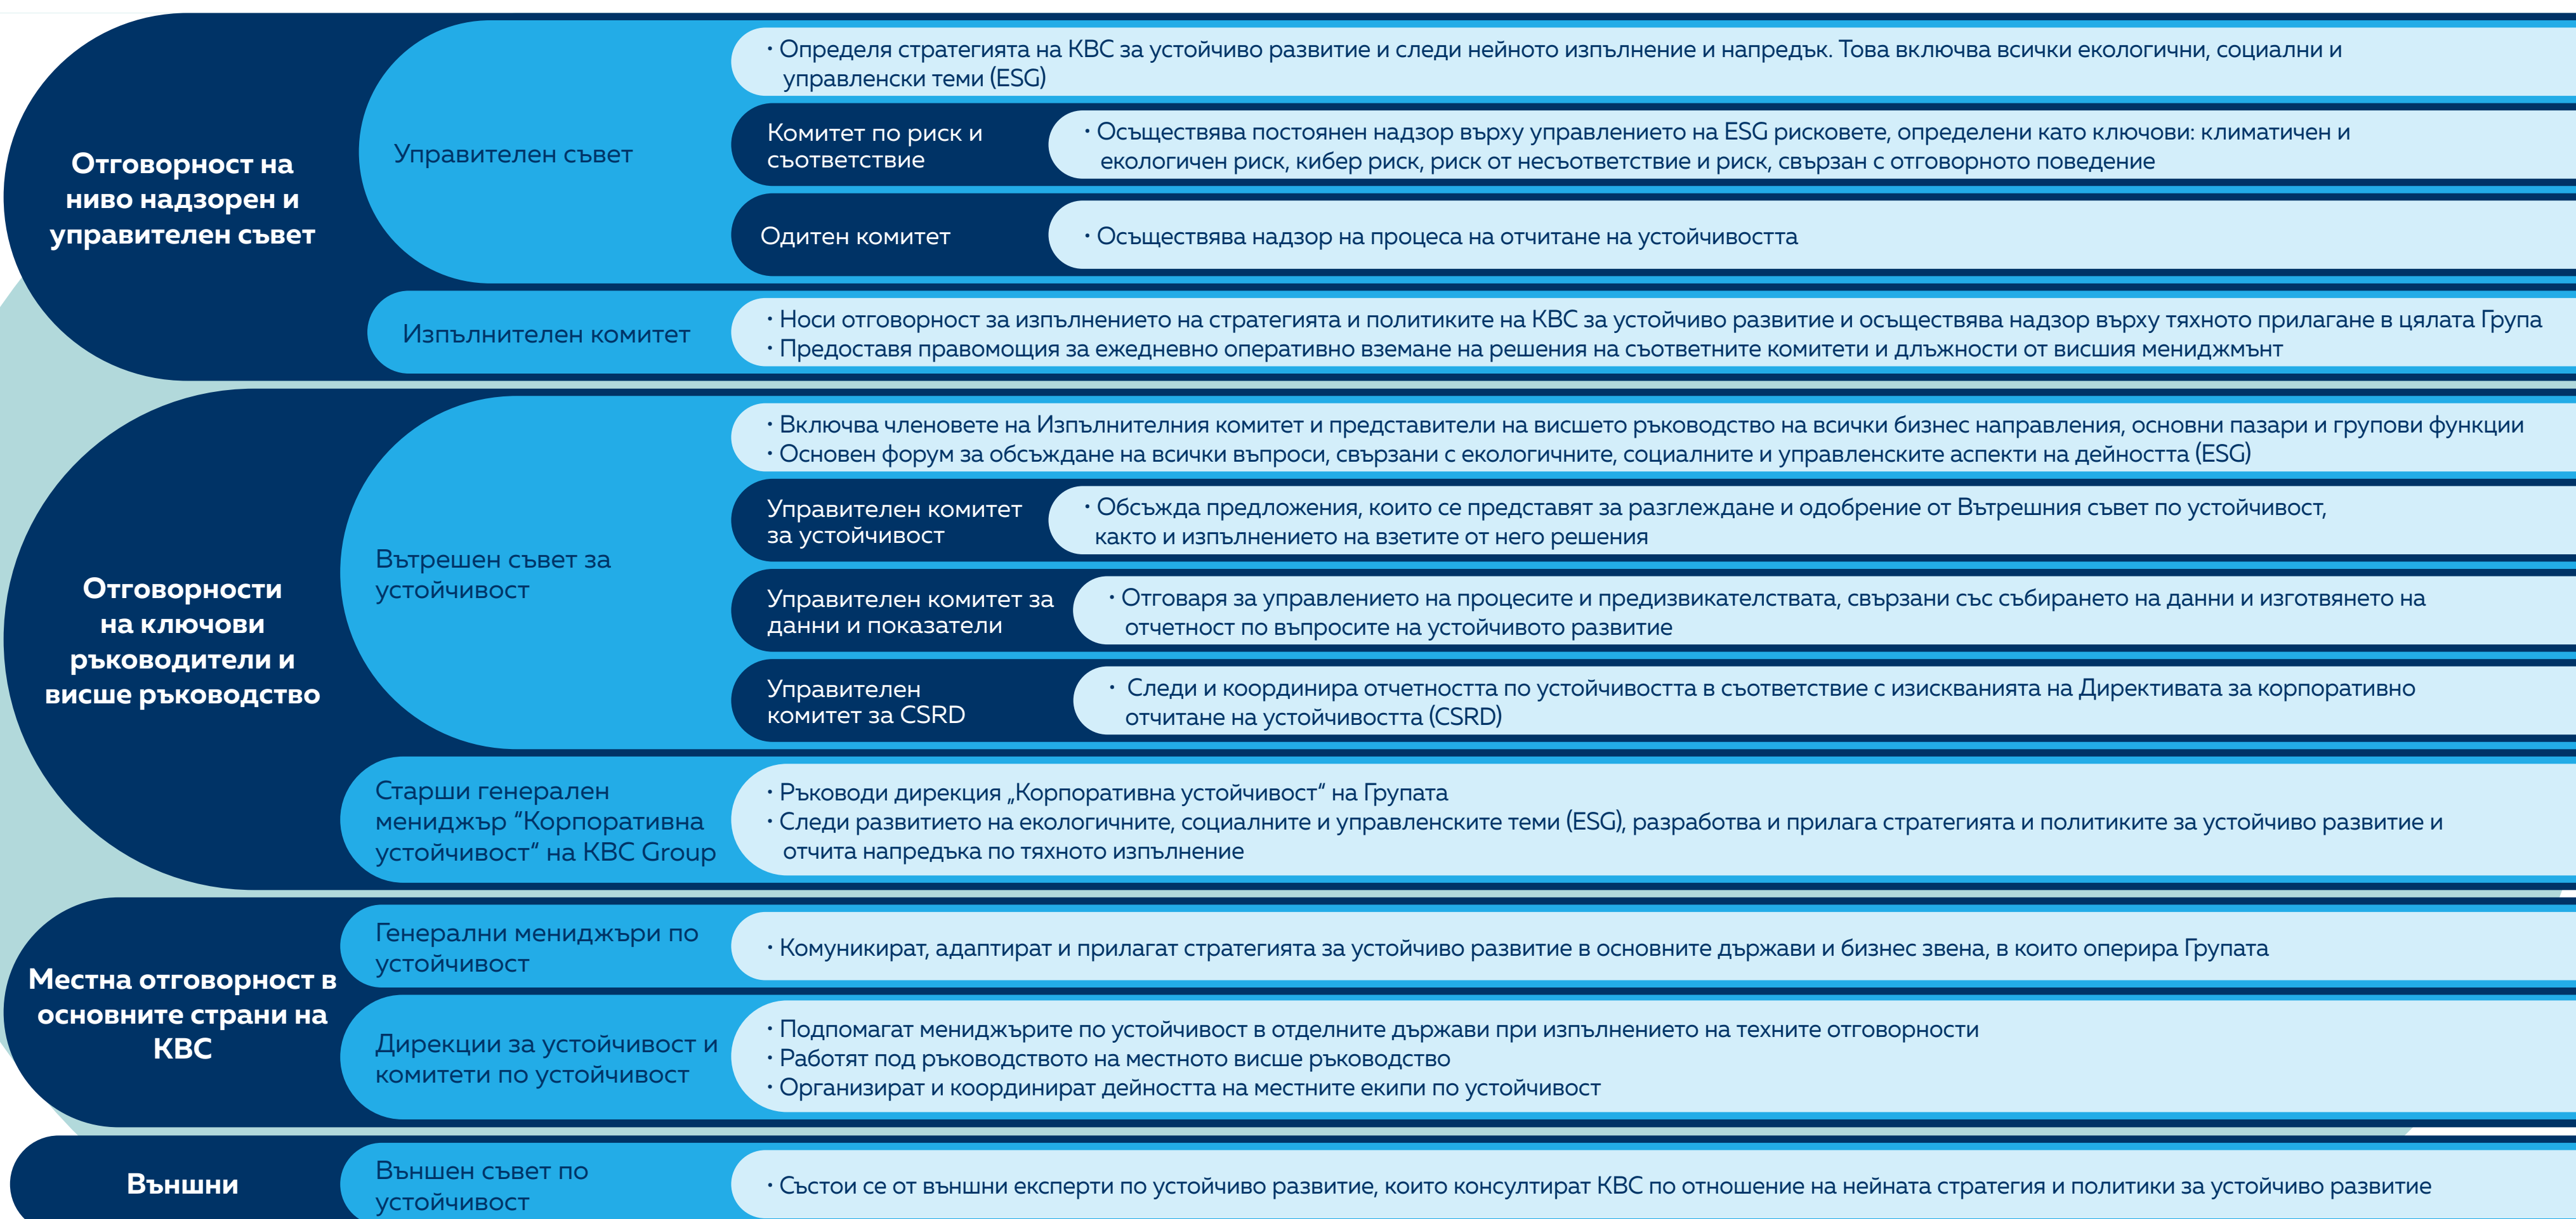 Отговорност на
ниво надзорен и
управителен съвет
Управителен съвет
· Определя стратегията на KBC за устойчиво развитие и следи нейното изпълнение и напредък. Това включва всички екологични, социални и
управленски теми (ESG)
Комитет по риск и
съответствие
· Осъществява постоянен надзор върху управлението на ESG рисковете, определени като ключови: климатичен и
екологичен риск, кибер риск, риск от несъответствие и риск, свързан с отговорното поведение
Одитен комитет
· Осъществява надзор на процеса на отчитане на устойчивостта
Изпълнителен комитет
· Носи отговорност за изпълнението на стратегията и политиките на KBC за устойчиво развитие и осъществява надзор върху тяхното прилагане в цялата Група
· Предоставя правомощия за ежедневно оперативно вземане на решения на съответните комитети и длъжности от висшия мениджмънт
Отговорности
на ключови
ръководители и
висше ръководство
Вътрешен съвет за
устойчивост
· Включва членовете на Изпълнителния комитет и представители на висшето ръководство на всички бизнес направления, основни пазари и групови функции
· Основен форум за обсъждане на всички въпроси, свързани с екологичните, социалните и управленските аспекти на дейността (ESG)
Управителен комитет
за устойчивост
· Обсъжда предложения, които се представят за разглеждане и одобрение от Вътрешния съвет по устойчивост,
както и изпълнението на взетите от него решения
Управителен комитет за
данни и показатели
· Отговаря за управлението на процесите и предизвикателствата, свързани със събирането на данни и изготвянето на
отчетност по въпросите на устойчивото развитие
Управителен
комитет за CSRD
· Следи и координира отчетността по устойчивостта в съответствие с изискванията на Директивата за корпоративно
отчитане на устойчивостта (CSRD)
Старши генерален
мениджър “Корпоративна
устойчивост“ на KBC Group
· Ръководи дирекция „Корпоративна устойчивост“ на Групата
· Следи развитието на екологичните, социалните и управленските теми (ESG), разработва и прилага стратегията и политиките за устойчиво развитие и
отчита напредъка по тяхното изпълнение
Местна отговорност в
основните страни на
KBC
Генерални мениджъри по
устойчивост
· Комуникират, адаптират и прилагат стратегията за устойчиво развитие в основните държави и бизнес звена, в които оперира Групата
Дирекции за устойчивост и
комитети по устойчивост
· Подпомагат мениджърите по устойчивост в отделните държави при изпълнението на техните отговорности
· Работят под ръководството на местното висше ръководство
· Организират и координират дейността на местните екипи по устойчивост
Външни
Външен съвет по
устойчивост
· Състои се от външни експерти по устойчиво развитие, които консултират KBC по отношение на нейната стратегия и политики за устойчиво развитие